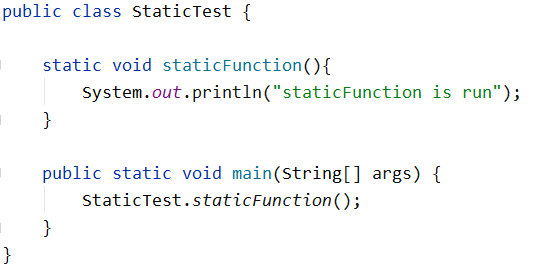 public class StaticTest {
static void staticFunction(){
System.out.println("staticFunction is run");
}
public static void main(String[] args) {
StaticTest.staticFunction();
}
}